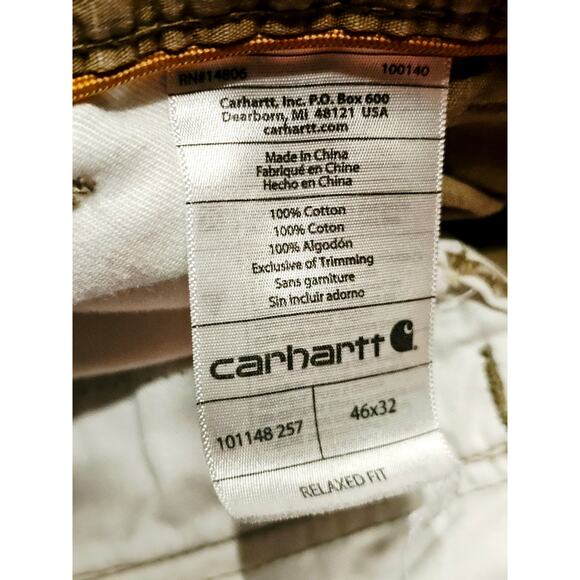 RN#14806 100140
Carhartt, Inc. P.O. Box 600
Dearborn, MI 48121 USA
carhartt.com
Made in China
Fabriqué en Chine
Hecho en China
100% Cotton
100% Coton
100% Algodón
Exclusive of Trimming
Sans garniture
Sin incluir adorno
carhartt
101148 257 46x32
RELAXED FIT